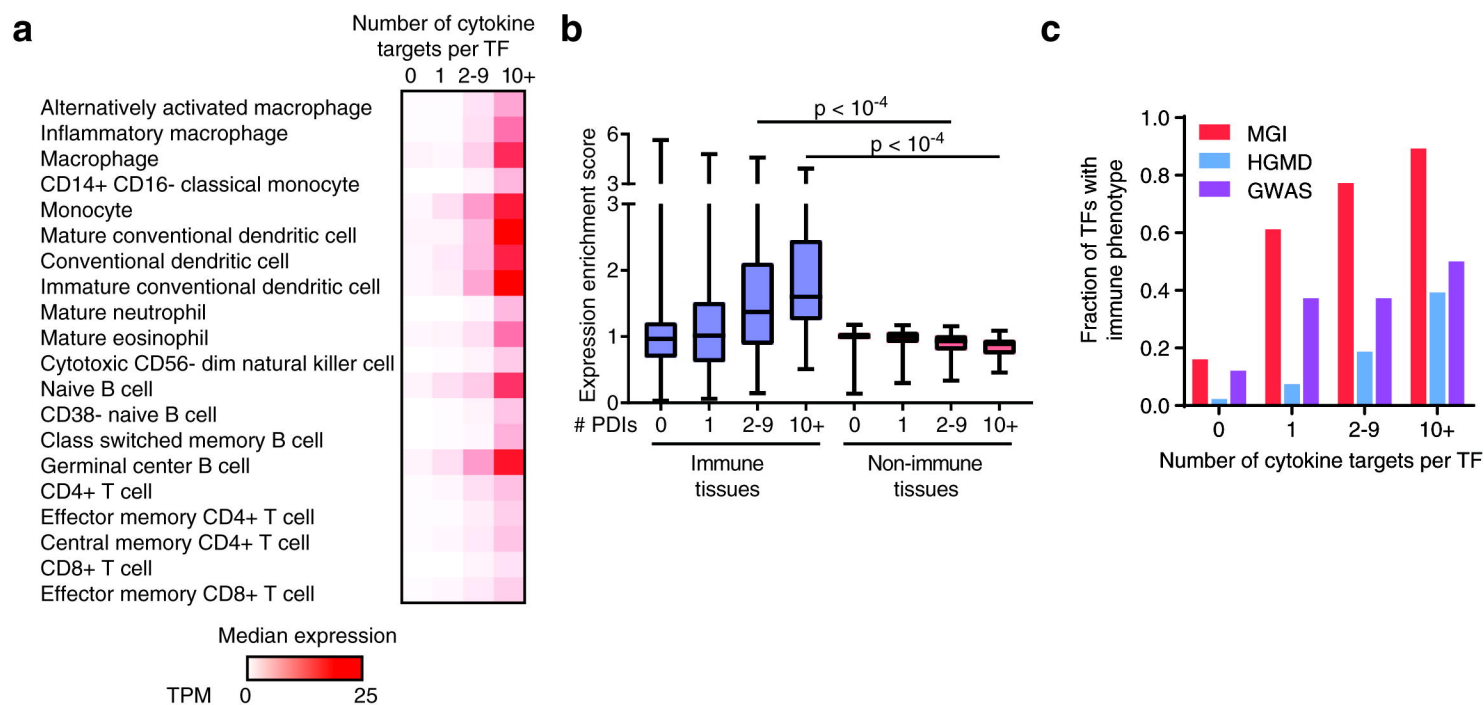 a
Number of cytokine
targets per TF
0 1 2-9 10+
Alternatively activated macrophage
Inflammatory macrophage
Macrophage
CD14+ CD16- classical monocyte
Monocyte
Mature conventional dendritic cell
Conventional dendritic cell
Immature conventional dendritic cell
Mature neutrophil
Mature eosinophil
Cytotoxic CD56- dim natural killer cell
Naive B cell
CD38- naive B cell
Class switched memory B cell
Germinal center B cell
CD4+ T cell
Effector memory CD4+ T cell
Central memory CD4+ T cell
CD8+ T cell
Effector memory CD8+ T cell
Median expression
TPM 0 25
b
p < 10-4
p < 10-4
Expression enrichment score
6
3
3
2
1
0
# PDIs 0 1 2-9 10+ 0 1 2-9 10+
Immune
tissues
Non-immune
tissues
c
Fraction of TFs with
immune phenotype
1.0
0.8
0.6
0.4
0.2
0.0
MGI
HGMD
GWAS
0 1 2-9 10+
Number of cytokine targets per TF